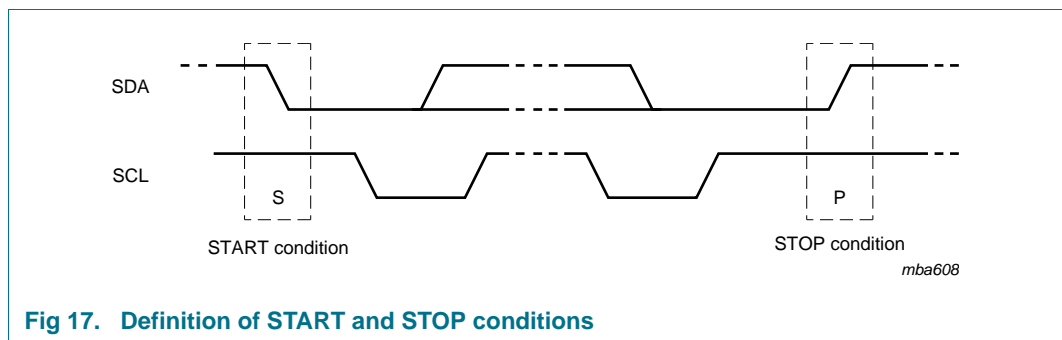 SDA
SCL
S
P
START condition
STOP condition
mba608
Fig 17. Definition of START and STOP conditions